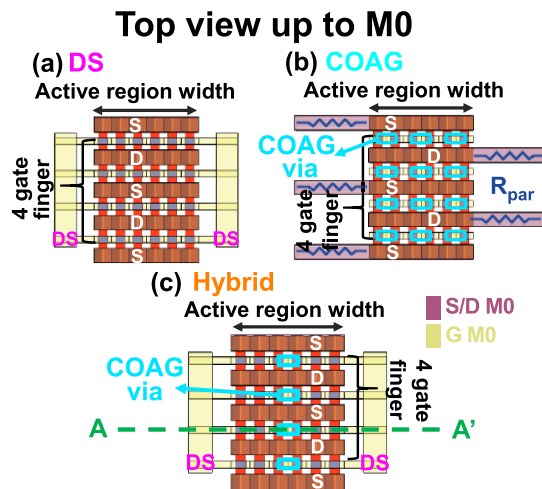 Top view up to M0
(a) DS
Active region width
S
D
S
D
S
4 gate
finger
DS
DS
(b) COAG
Active region width
COAG
via
S
D
S
D
S
4 gate
finger
Rpar
(c) Hybrid
Active region width
COAG
via
S
D
S
D
S
4 gate
finger
A
A'
DS
DS
S/D M0
G M0